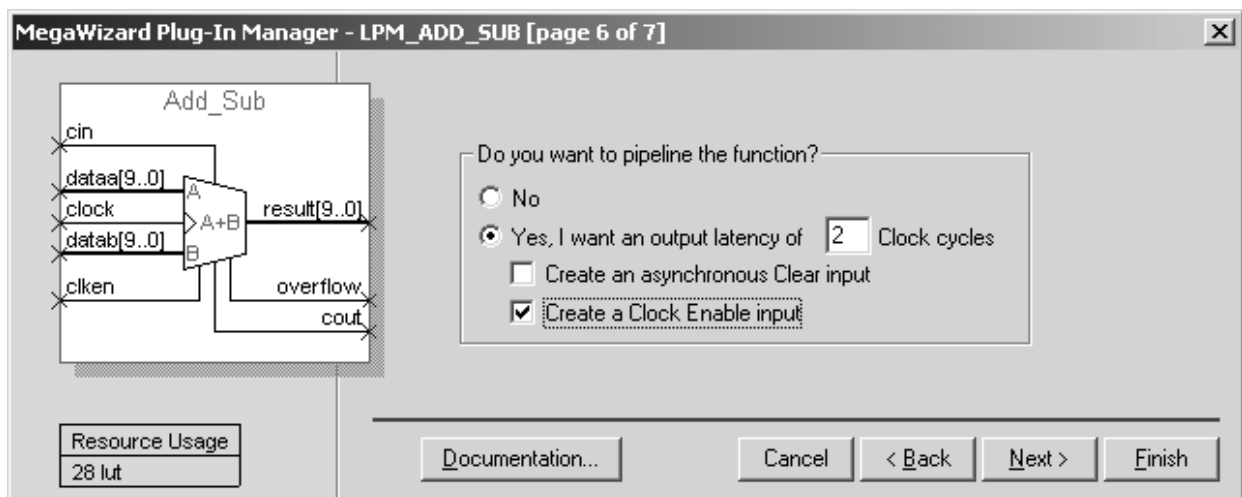 MegaWizard Plug-In Manager - LPM_ADD_SUB [page 6 of 7]
Add_Sub
cin
dataa[9..0]
A
clock
A+B
result[9..0]
datab[9..0]
B
clken
overflow
cout
Do you want to pipeline the function?
No
Yes, I want an output latency of 2 Clock cycles
Create an asynchronous Clear input
Create a Clock Enable input
Resource Usage
28 lut
Documentation...
Cancel
< Back
Next >
Finish